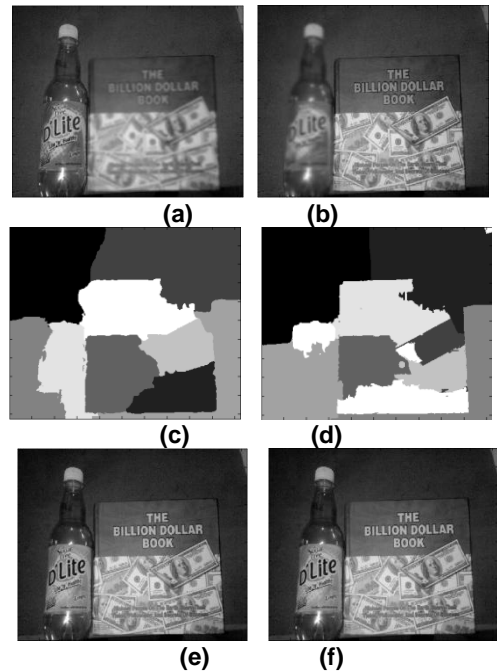 THE
BILLION DOLLAR
BOOK
D'Lite
(a)
THE
BILLION DOLLAR
BOOK
D'Lite
(b)
(c)
(d)
THE
BILLION DOLLAR
BOOK
D'Lite
(e)
THE
BILLION DOLLAR
BOOK
D'Lite
(f)